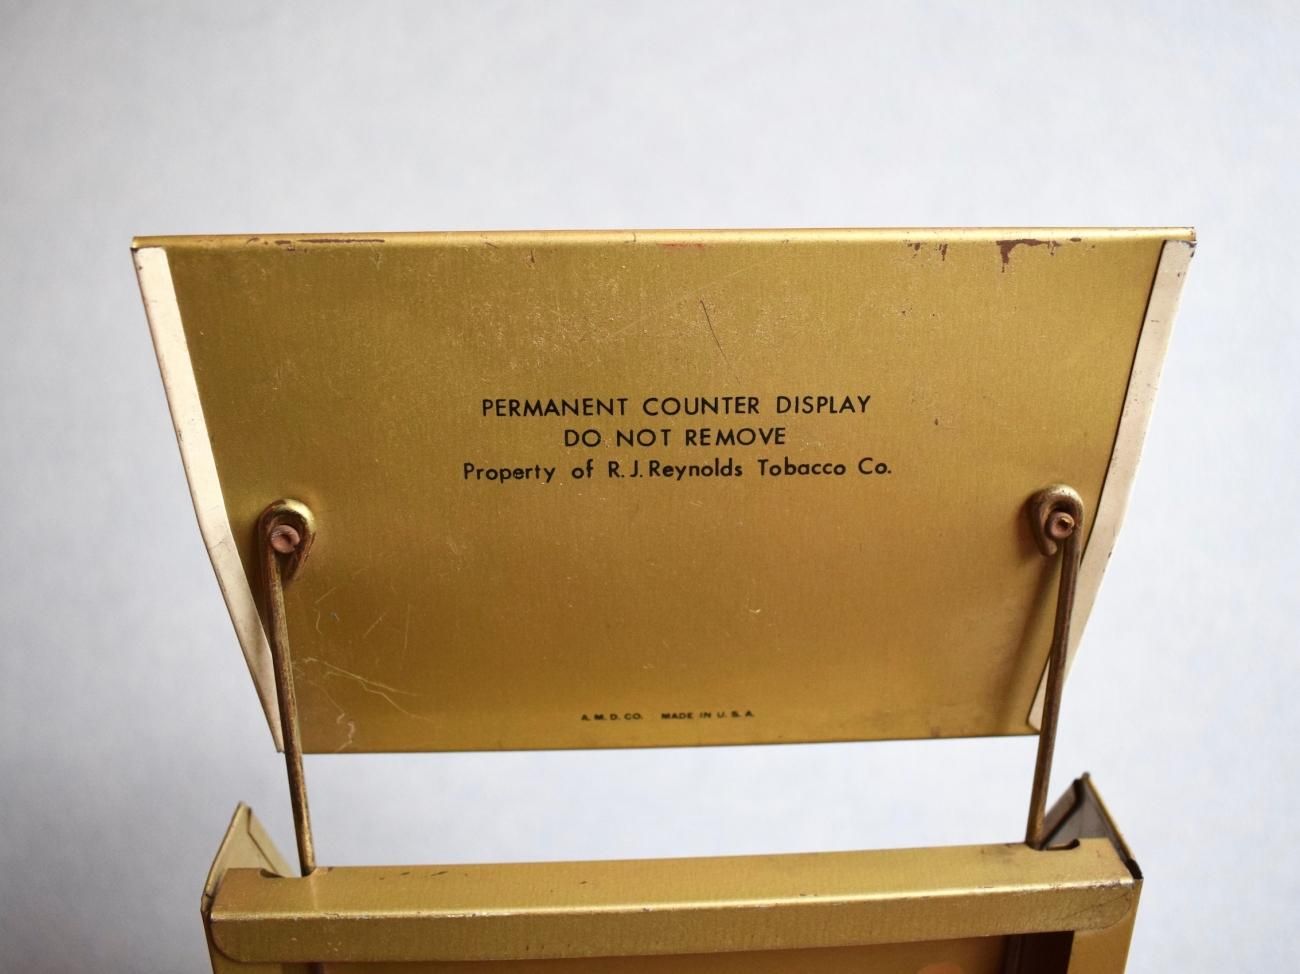 PERMANENT COUNTER DISPLAY
DO NOT REMOVE
Property of R. J. Reynolds Tobacco Co.
A. M. D. CO. MADE IN U. S. A.